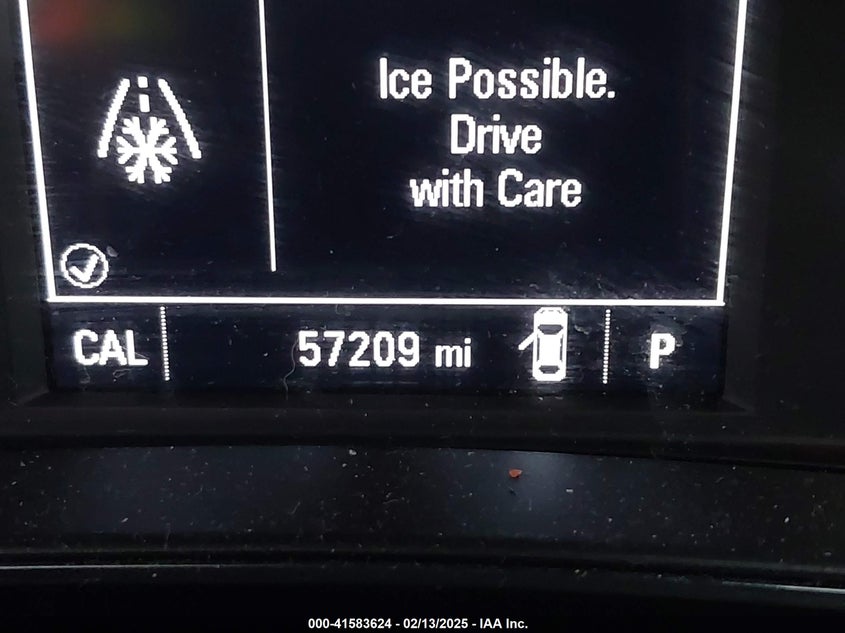 Ice Possible.
Drive
with Care
CAL
57209 mi
P
000-41583624 - 02/13/2025 - IAA Inc.